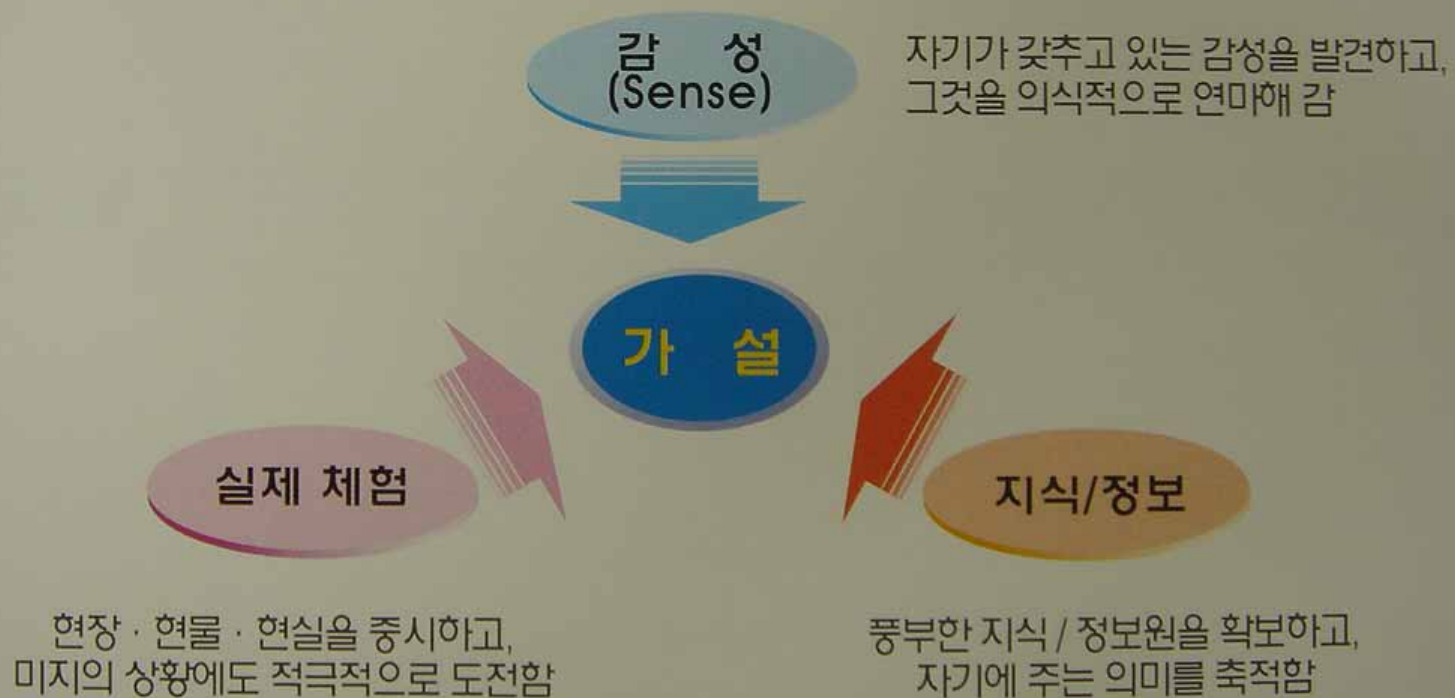 감 성
(Sense)
자기가 갖추고 있는 감성을 발견하고,
그것을 의식적으로 연마해 감
가 설
실제 체험
지식/정보
현장 · 현물 · 현실을 중시하고,
미지의 상황에도 적극적으로 도전함
풍부한 지식 / 정보원을 확보하고,
자기에 주는 의미를 축적함